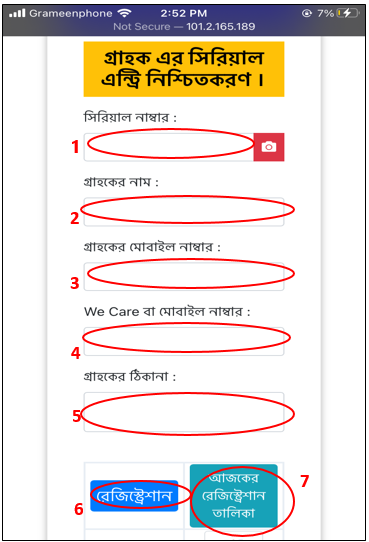 Grameenphone 2:52 PM 7%
Not Secure — 101.2.165.189
গ্রাহক এর সিরিয়াল
এন্ট্রি নিশ্চিতকরণ ।
সিরিয়াল নাম্বার :
1
গ্রাহকের নাম :
2
গ্রাহকের মোবাইল নাম্বার :
3
We Care বা মোবাইল নাম্বার :
4
গ্রাহকের ঠিকানা :
5
আজকের 7
রেজিস্ট্রেশান রেজিস্ট্রেশান
6 তালিকা